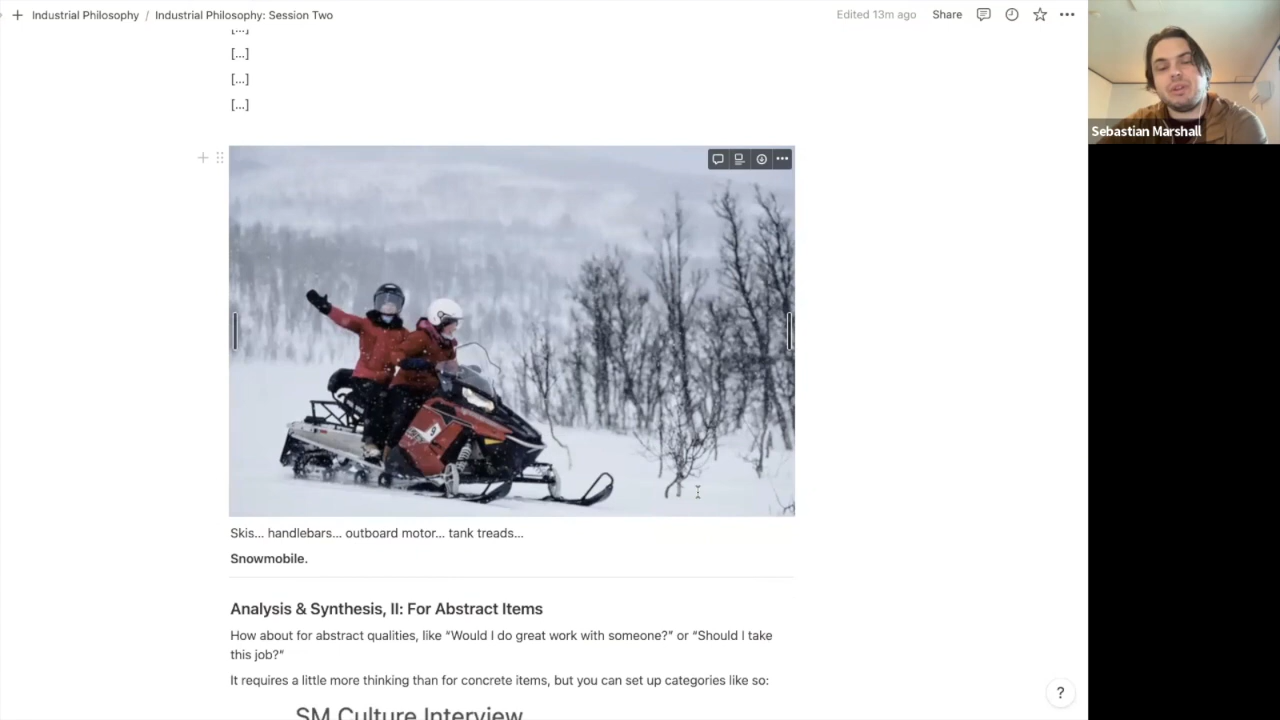 Industrial Philosophy / Industrial Philosophy: Session Two
Edited 13m ago Share
[...]
[...]
[...]
[...]
Sebastian Marshall
Skis... handlebars... outboard motor... tank treads...
Snowmobile.
Analysis & Synthesis, II: For Abstract Items
How about for abstract qualities, like “Would I do great work with someone?” or “Should I take
this job?”
It requires a little more thinking than for concrete items, but you can set up categories like so:
SM Culture Interview
?